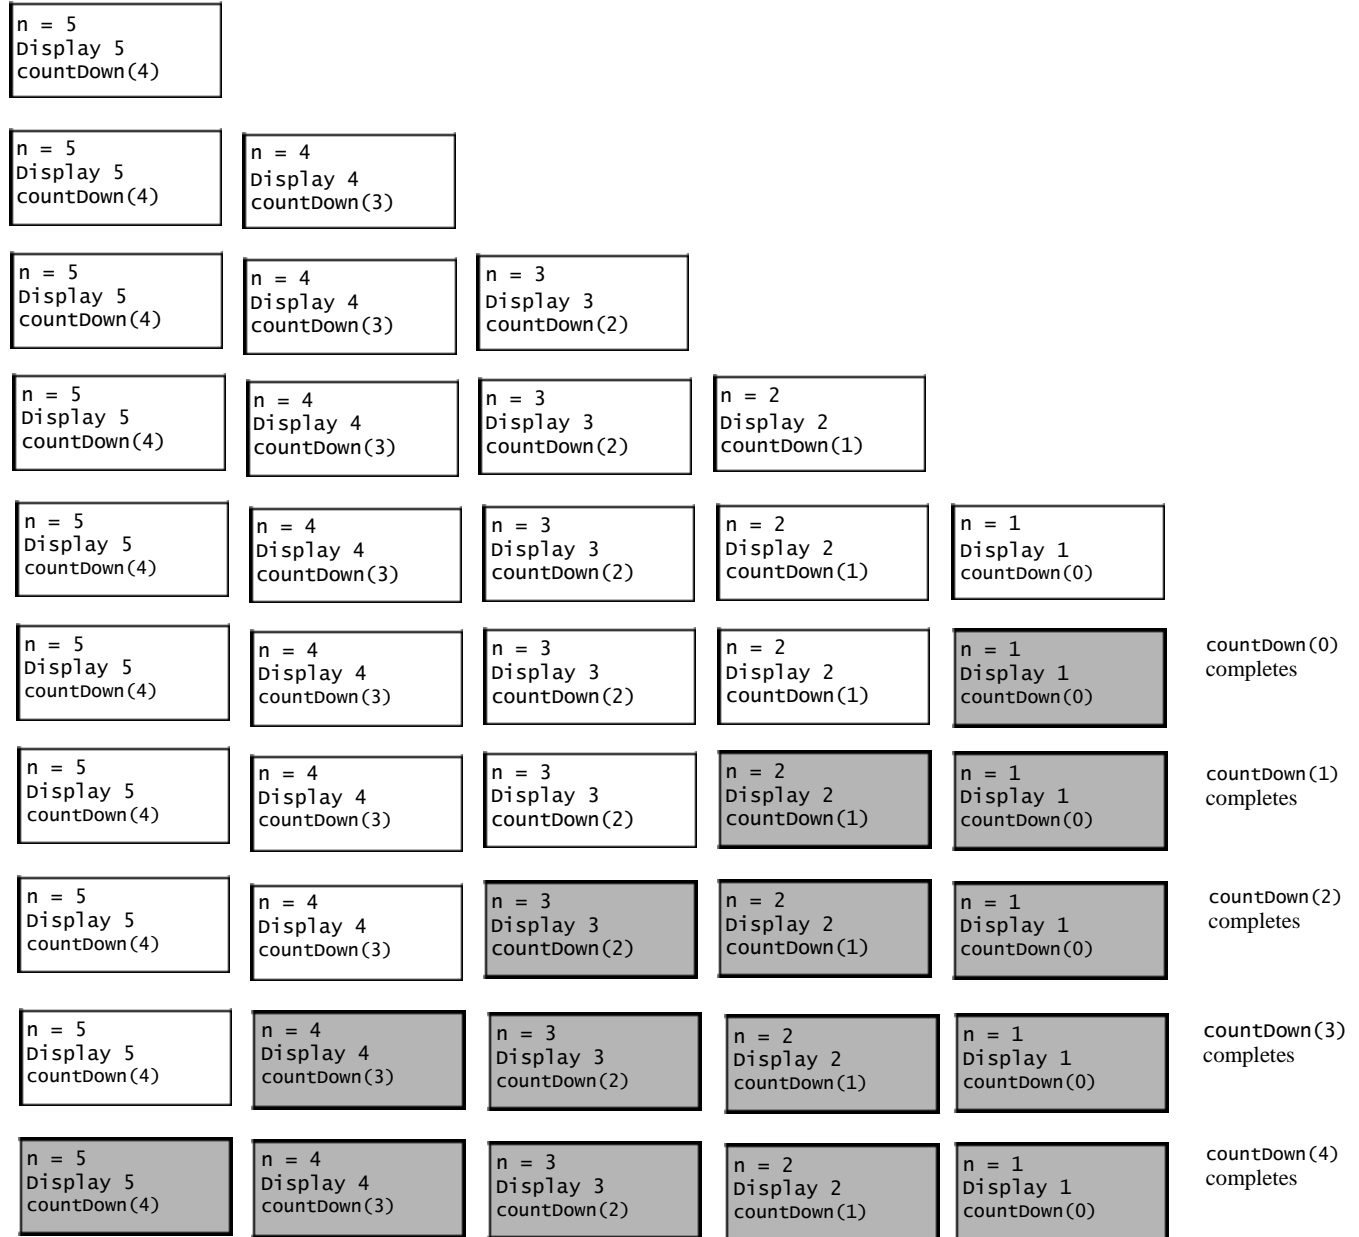 n = 5
Display 5
countDown(4)
n = 5
Display 5
countDown(4)
n = 4
Display 4
countDown(3)
n = 5
Display 5
countDown(4)
n = 4
Display 4
countDown(3)
n = 3
Display 3
countDown(2)
n = 5
Display 5
countDown(4)
n = 4
Display 4
countDown(3)
n = 3
Display 3
countDown(2)
n = 2
Display 2
countDown(1)
n = 5
Display 5
countDown(4)
n = 4
Display 4
countDown(3)
n = 3
Display 3
countDown(2)
n = 2
Display 2
countDown(1)
n = 1
Display 1
countDown(0)
n = 5
Display 5
countDown(4)
n = 4
Display 4
countDown(3)
n = 3
Display 3
countDown(2)
n = 2
Display 2
countDown(1)
n = 1
Display 1
countDown(0)
countDown(0)
completes
n = 5
Display 5
countDown(4)
n = 4
Display 4
countDown(3)
n = 3
Display 3
countDown(2)
n = 2
Display 2
countDown(1)
n = 1
Display 1
countDown(0)
countDown(1)
completes
n = 5
Display 5
countDown(4)
n = 4
Display 4
countDown(3)
n = 3
Display 3
countDown(2)
n = 2
Display 2
countDown(1)
n = 1
Display 1
countDown(0)
countDown(2)
completes
n = 5
Display 5
countDown(4)
n = 4
Display 4
countDown(3)
n = 3
Display 3
countDown(2)
n = 2
Display 2
countDown(1)
n = 1
Display 1
countDown(0)
countDown(3)
completes
n = 5
Display 5
countDown(4)
n = 4
Display 4
countDown(3)
n = 3
Display 3
countDown(2)
n = 2
Display 2
countDown(1)
n = 1
Display 1
countDown(0)
countDown(4)
completes